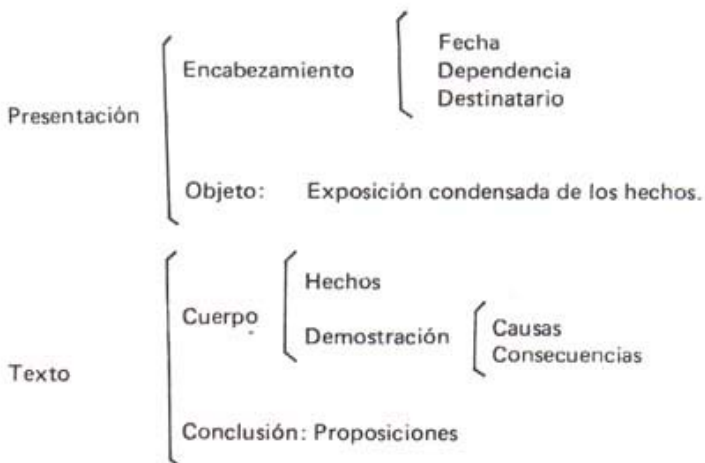 Fecha
Encabezamiento
Dependencia
Destinatario
Presentación
Objeto: Exposición condensada de los hechos.
Hechos
Cuerpo
Demostración
Causas
Consecuencias
Texto
Conclusión: Proposiciones